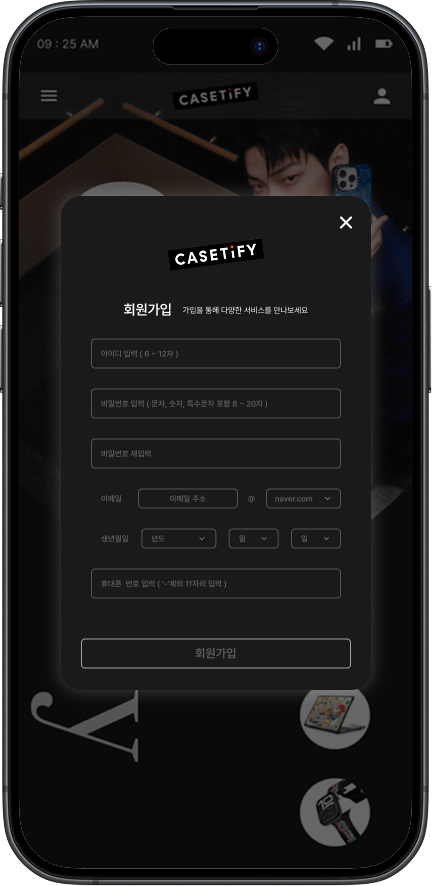 09 : 25 AM
CASETiFY
CASETiFY
회원가입 가입을 통해 다양한 서비스를 만나보세요
아이디 입력 ( 6 ~ 12자 )
비밀번호 입력 ( 문자, 숫자, 특수문자 포함 8 ~ 20자 )
비밀번호 재입력
이메일 이메일 주소 @ naver.com
생년월일 년도 월 일
휴대폰 번호 입력 ( '-'제외 11자리 입력 )
회원가입
y